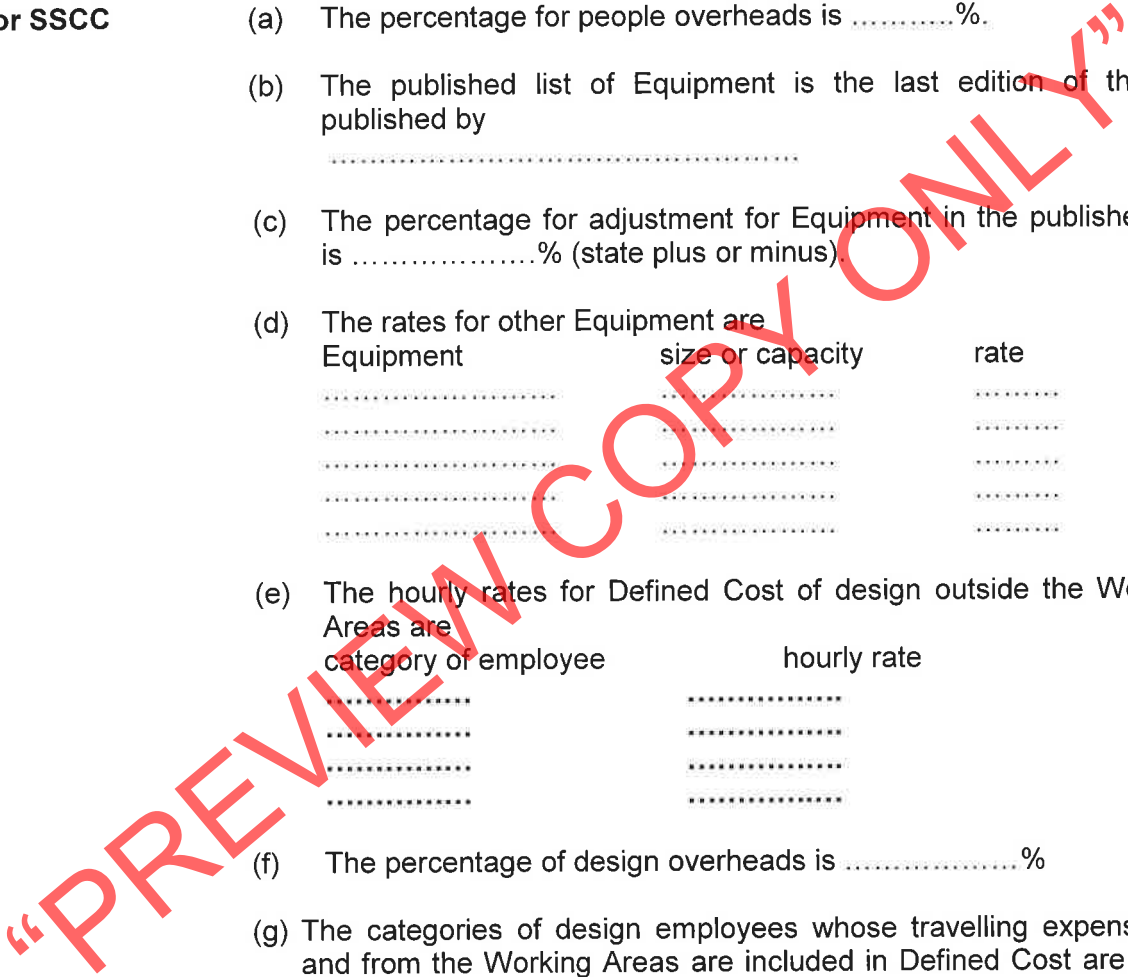 or SSCC
(a) The percentage for people overheads is ...........%.
(b) The published list of Equipment is the last edition of
published by
................................................
(c) The percentage for adjustment for Equipment in the
is ...................% (state plus or minus).
(d) The rates for other Equipment are
Equipment size or capacity rate
........................ .................. .........
........................ .................. .........
........................ .................. .........
........................ .................. .........
........................ .................. .........
(e) The hourly rates for Defined Cost of design outside the
Areas are
category of employee hourly rate
............... ................
............... ................
............... ................
............... ................
(f) The percentage of design overheads is ..................%
(g) The categories of design employees whose travelling
and from the Working Areas are included in Defined Cost are
“PREVIEW COPY ONLY”